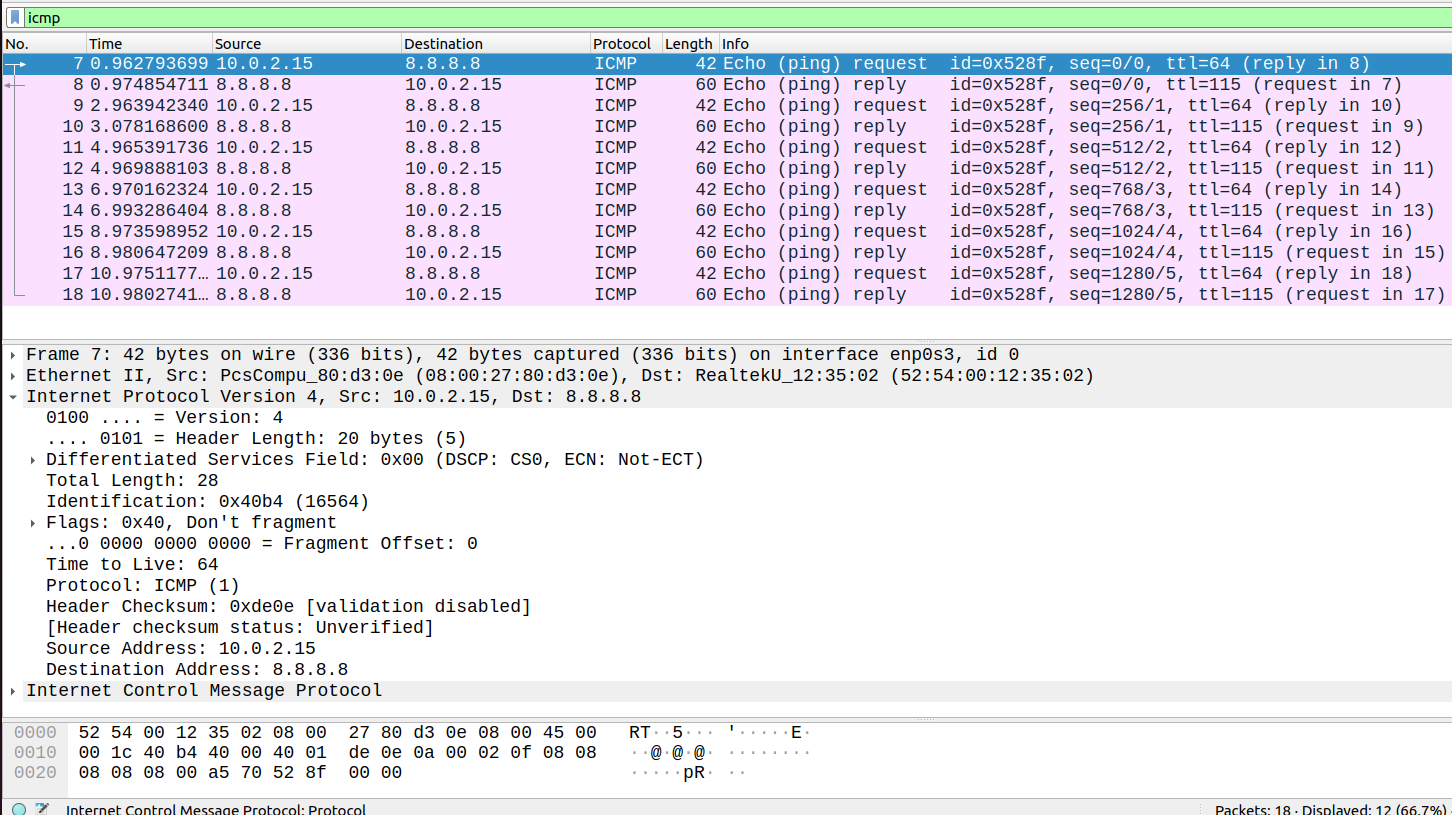 icmp
No. Time Source Destination Protocol Length Info
7 0.962793699 10.0.2.15 8.8.8.8 ICMP 42 Echo (ping) request id=0x528f, seq=0/0, ttl=64 (reply in 8)
8 0.974854711 8.8.8.8 10.0.2.15 ICMP 60 Echo (ping) reply id=0x528f, seq=0/0, ttl=115 (request in 7)
9 2.963942340 10.0.2.15 8.8.8.8 ICMP 42 Echo (ping) request id=0x528f, seq=256/1, ttl=64 (reply in 10)
10 3.078168600 8.8.8.8 10.0.2.15 ICMP 60 Echo (ping) reply id=0x528f, seq=256/1, ttl=115 (request in 9)
11 4.965391736 10.0.2.15 8.8.8.8 ICMP 42 Echo (ping) request id=0x528f, seq=512/2, ttl=64 (reply in 12)
12 4.969888103 8.8.8.8 10.0.2.15 ICMP 60 Echo (ping) reply id=0x528f, seq=512/2, ttl=115 (request in 11)
13 6.970162324 10.0.2.15 8.8.8.8 ICMP 42 Echo (ping) request id=0x528f, seq=768/3, ttl=64 (reply in 14)
14 6.993286404 8.8.8.8 10.0.2.15 ICMP 60 Echo (ping) reply id=0x528f, seq=768/3, ttl=115 (request in 13)
15 8.973598952 10.0.2.15 8.8.8.8 ICMP 42 Echo (ping) request id=0x528f, seq=1024/4, ttl=64 (reply in 16)
16 8.980647209 8.8.8.8 10.0.2.15 ICMP 60 Echo (ping) reply id=0x528f, seq=1024/4, ttl=115 (request in 15)
17 10.9751177… 10.0.2.15 8.8.8.8 ICMP 42 Echo (ping) request id=0x528f, seq=1280/5, ttl=64 (reply in 18)
18 10.9802741… 8.8.8.8 10.0.2.15 ICMP 60 Echo (ping) reply id=0x528f, seq=1280/5, ttl=115 (request in 17)
Frame 7: 42 bytes on wire (336 bits), 42 bytes captured (336 bits) on interface enp0s3, id 0
Ethernet II, Src: PcsCompu_80:d3:0e (08:00:27:80:d3:0e), Dst: RealtekU_12:35:02 (52:54:00:12:35:02)
Internet Protocol Version 4, Src: 10.0.2.15, Dst: 8.8.8.8
0100 .... = Version: 4
.... 0101 = Header Length: 20 bytes (5)
Differentiated Services Field: 0x00 (DSCP: CS0, ECN: Not-ECT)
Total Length: 28
Identification: 0x40b4 (16564)
Flags: 0x40, Don't fragment
...0 0000 0000 0000 = Fragment Offset: 0
Time to Live: 64
Protocol: ICMP (1)
Header Checksum: 0xde0e [validation disabled]
[Header checksum status: Unverified]
Source Address: 10.0.2.15
Destination Address: 8.8.8.8
Internet Control Message Protocol
0000 52 54 00 12 35 02 08 00 27 80 d3 0e 08 00 45 00 RT··5··· '·····E·
0010 00 1c 40 b4 40 00 40 01 de 0e 0a 00 02 0f 08 08 ··@·@·@· ········
0020 08 08 08 00 a5 70 52 8f 00 00 ·····pR· ··
Internet Control Message Protocol: Protocol Packets: 18 · Displayed: 12 (66.7%)